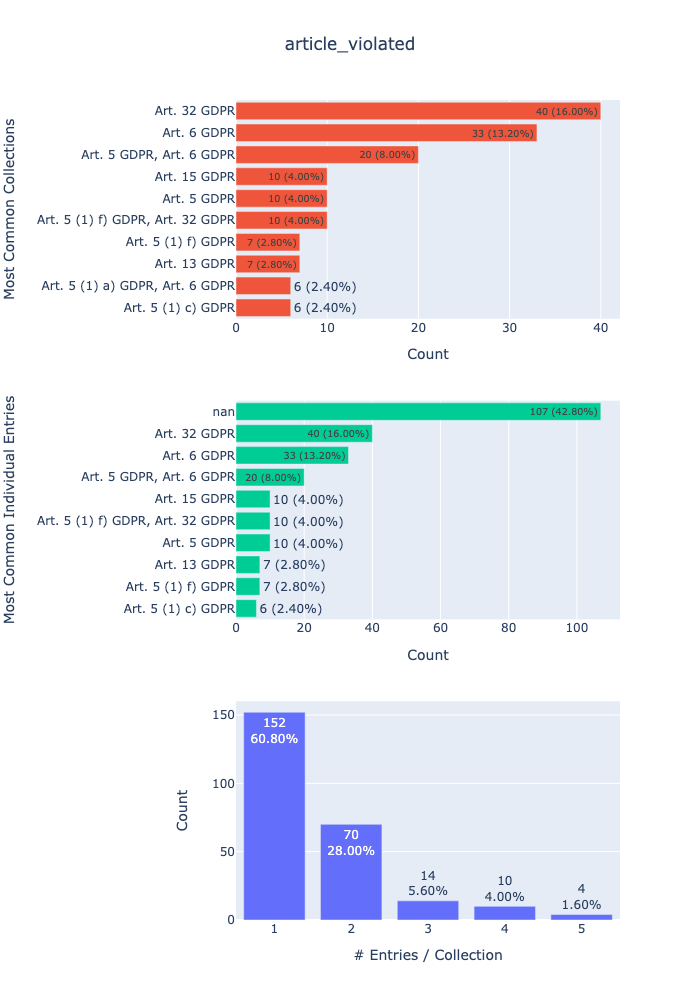 article_violated
Most Common Collections
Art. 32 GDPR 40 (16.00%)
Art. 6 GDPR 33 (13.20%)
Art. 5 GDPR, Art. 6 GDPR 20 (8.00%)
Art. 15 GDPR 10 (4.00%)
Art. 5 GDPR 10 (4.00%)
Art. 5 (1) f) GDPR, Art. 32 GDPR 10 (4.00%)
Art. 5 (1) f) GDPR 7 (2.80%)
Art. 13 GDPR 7 (2.80%)
Art. 5 (1) a) GDPR, Art. 6 GDPR 6 (2.40%)
Art. 5 (1) c) GDPR 6 (2.40%)
0 10 20 30 40
Count
Most Common Individual Entries
nan 107 (42.80%)
Art. 32 GDPR 40 (16.00%)
Art. 6 GDPR 33 (13.20%)
Art. 5 GDPR, Art. 6 GDPR 20 (8.00%)
Art. 15 GDPR 10 (4.00%)
Art. 5 (1) f) GDPR, Art. 32 GDPR 10 (4.00%)
Art. 5 GDPR 10 (4.00%)
Art. 13 GDPR 7 (2.80%)
Art. 5 (1) f) GDPR 7 (2.80%)
Art. 5 (1) c) GDPR 6 (2.40%)
0 20 40 60 80 100
Count
Count
150
100
50
0
152
60.80%
70
28.00%
14
5.60%
10
4.00%
4
1.60%
1 2 3 4 5
# Entries / Collection